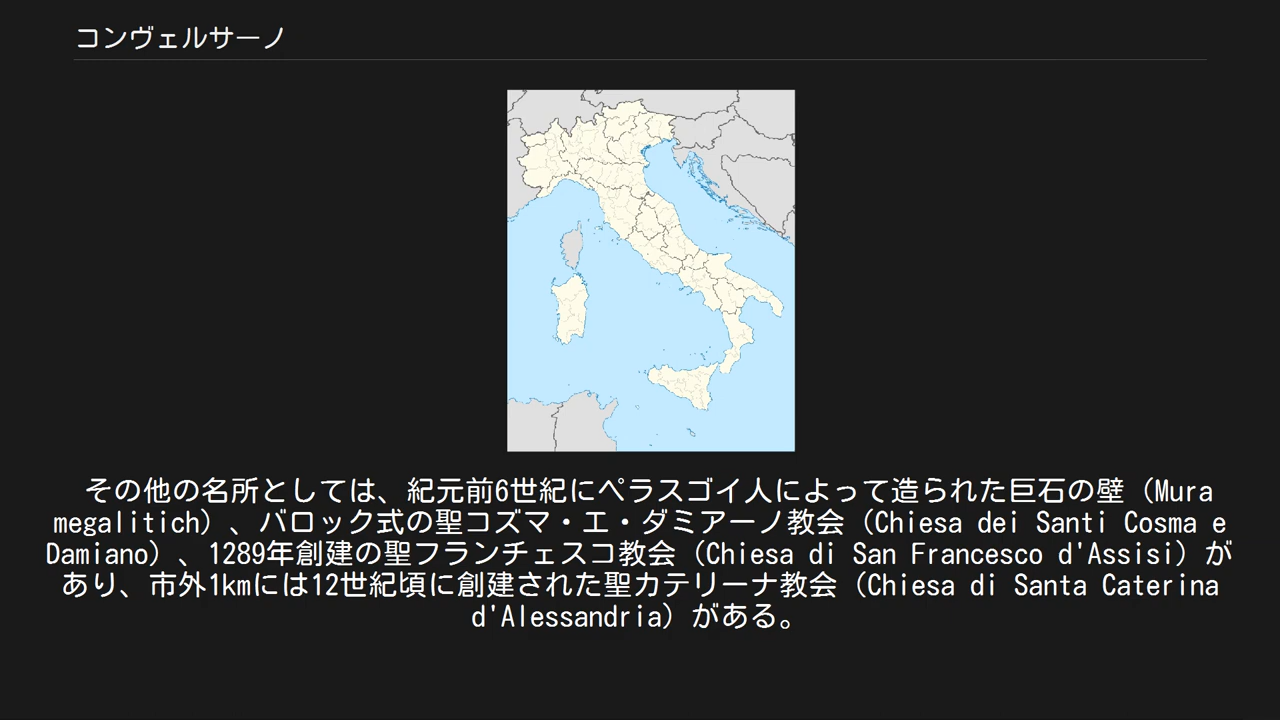 コンヴェルサーノ
その他の名所としては、紀元前6世紀にペラスゴイ人によって造られた巨石の壁（Mura
megalitich）、バロック式の聖コズマ・エ・ダミアーノ教会（Chiesa dei Santi Cosma e
Damiano）、1289年創建の聖フランチェスコ教会（Chiesa di San Francesco d'Assisi）が
あり、市外1kmには12世紀頃に創建された聖カテリーナ教会（Chiesa di Santa Caterina
d'Alessandria）がある。